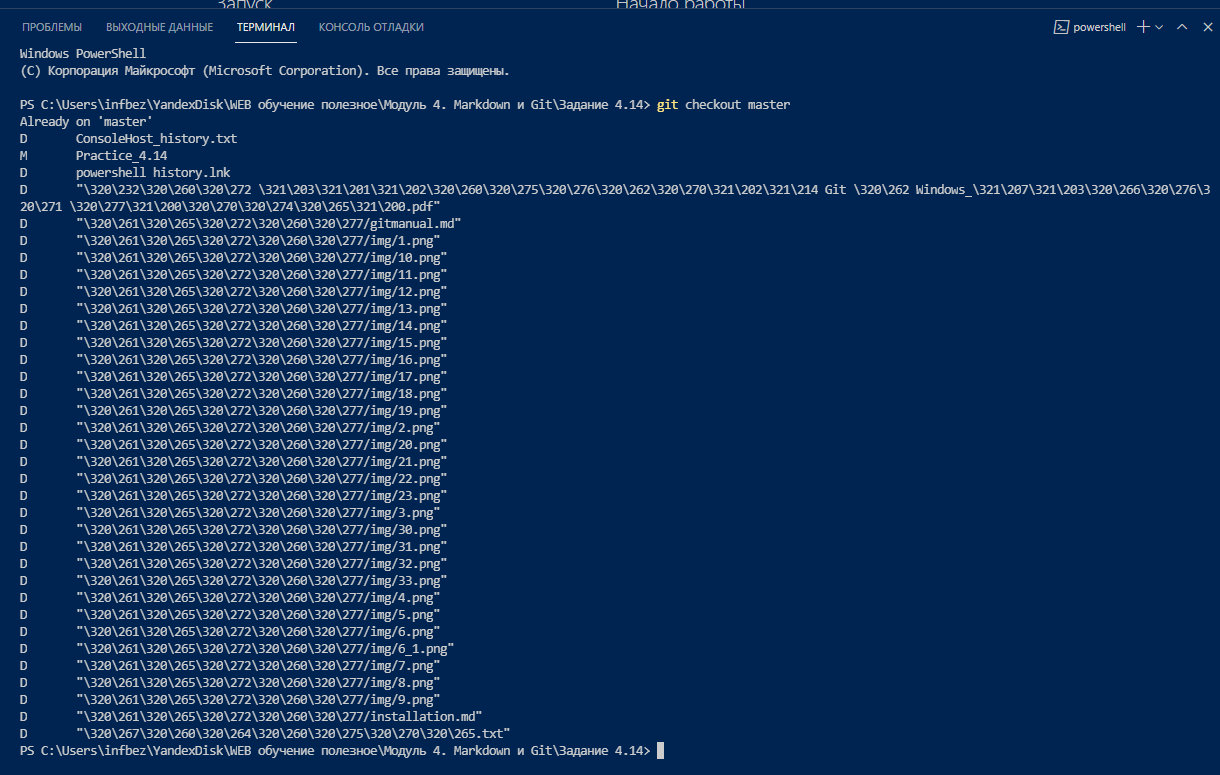 Запуск Начало работы
ПРОБЛЕМЫ ВЫХОДНЫЕ ДАННЫЕ ТЕРМИНАЛ КОНСОЛЬ ОТЛАДКИ powershell
Windows PowerShell
(C) Корпорация Майкрософт (Microsoft Corporation). Все права защищены.
PS C:\Users\infbez\YandexDisk\WEB обучение полезное\Модуль 4. Markdown и Git\Задание 4.14> git checkout master
Already on 'master'
D ConsoleHost_history.txt
M Practice_4.14
D powershell history.lnk
D "\320\232\320\260\320\272 \321\203\321\201\321\202\320\260\320\275\320\276\320\262\320\270\321\202\321\214 Git \320\262 Windows_\321\207\321\203\320\266\320\276\3
20\271 \320\277\321\200\320\270\320\274\320\265\321\200.pdf"
D "\320\261\320\265\320\272\320\260\320\277/gitmanual.md"
D "\320\261\320\265\320\272\320\260\320\277/img/1.png"
D "\320\261\320\265\320\272\320\260\320\277/img/10.png"
D "\320\261\320\265\320\272\320\260\320\277/img/11.png"
D "\320\261\320\265\320\272\320\260\320\277/img/12.png"
D "\320\261\320\265\320\272\320\260\320\277/img/13.png"
D "\320\261\320\265\320\272\320\260\320\277/img/14.png"
D "\320\261\320\265\320\272\320\260\320\277/img/15.png"
D "\320\261\320\265\320\272\320\260\320\277/img/16.png"
D "\320\261\320\265\320\272\320\260\320\277/img/17.png"
D "\320\261\320\265\320\272\320\260\320\277/img/18.png"
D "\320\261\320\265\320\272\320\260\320\277/img/19.png"
D "\320\261\320\265\320\272\320\260\320\277/img/2.png"
D "\320\261\320\265\320\272\320\260\320\277/img/20.png"
D "\320\261\320\265\320\272\320\260\320\277/img/21.png"
D "\320\261\320\265\320\272\320\260\320\277/img/22.png"
D "\320\261\320\265\320\272\320\260\320\277/img/23.png"
D "\320\261\320\265\320\272\320\260\320\277/img/3.png"
D "\320\261\320\265\320\272\320\260\320\277/img/30.png"
D "\320\261\320\265\320\272\320\260\320\277/img/31.png"
D "\320\261\320\265\320\272\320\260\320\277/img/32.png"
D "\320\261\320\265\320\272\320\260\320\277/img/33.png"
D "\320\261\320\265\320\272\320\260\320\277/img/4.png"
D "\320\261\320\265\320\272\320\260\320\277/img/5.png"
D "\320\261\320\265\320\272\320\260\320\277/img/6.png"
D "\320\261\320\265\320\272\320\260\320\277/img/6_1.png"
D "\320\261\320\265\320\272\320\260\320\277/img/7.png"
D "\320\261\320\265\320\272\320\260\320\277/img/8.png"
D "\320\261\320\265\320\272\320\260\320\277/img/9.png"
D "\320\261\320\265\320\272\320\260\320\277/installation.md"
D "\320\267\320\260\320\264\320\260\320\275\320\270\320\265.txt"
PS C:\Users\infbez\YandexDisk\WEB обучение полезное\Модуль 4. Markdown и Git\Задание 4.14>